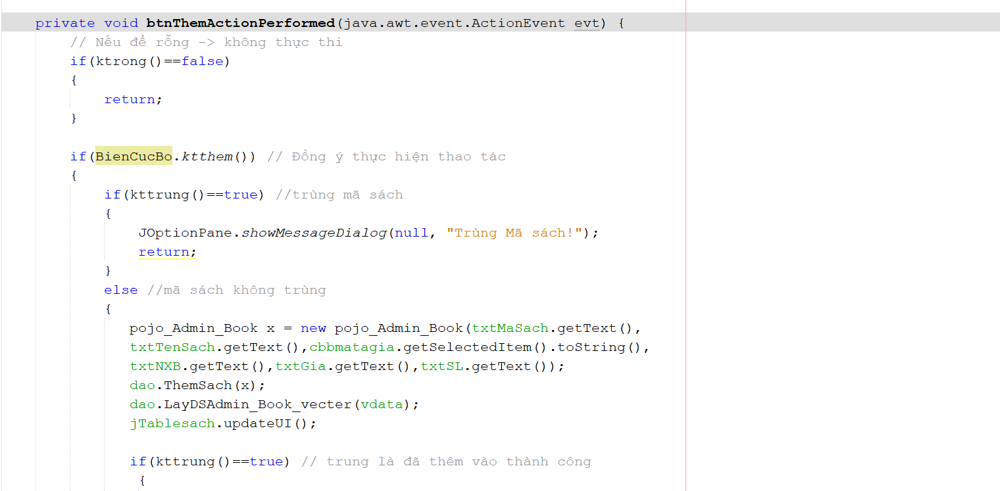 private void btnThemActionPerformed(java.awt.event.ActionEvent evt) {
// Nếu để rỗng -> không thực thi
if(ktrong()==false)
{
return;
}
if(BienCucBo.ktthem()) // Đồng ý thực hiện thao tác
{
if(kttrung()==true) //trùng mã sách
{
JOptionPane.showMessageDialog(null, "Trùng Mã sách!");
return;
}
else //mã sách không trùng
{
pojo_Admin_Book x = new pojo_Admin_Book(txtMaSach.getText(),
txtTenSach.getText(),cbbmatagia.getSelectedItem().toString(),
txtNXB.getText(),txtGia.getText(),txtSL.getText());
dao.ThemSach(x);
dao.LayDSAdmin_Book_vecter(vdata);
jTablesach.updateUI();
if(kttrung()==true) // trung là đã thêm vào thành công
{